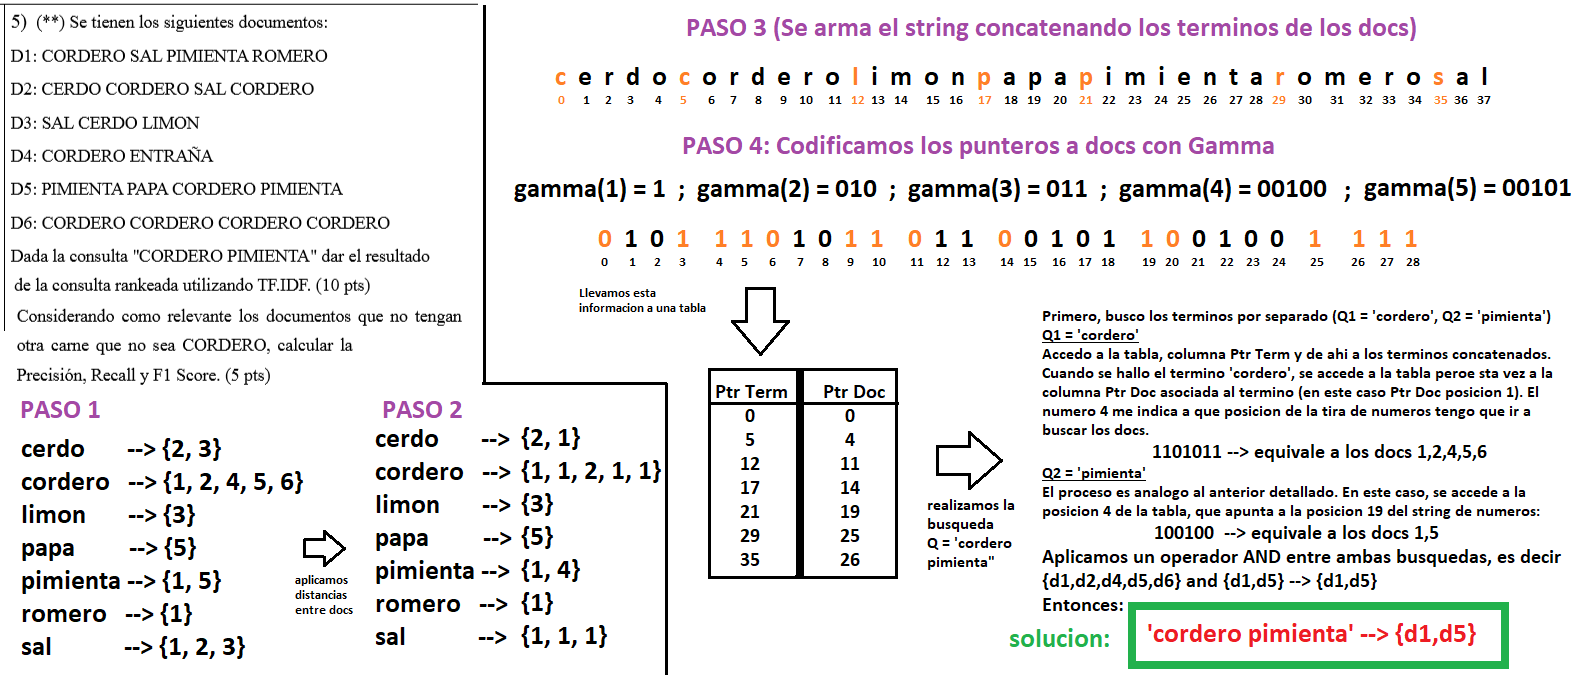 5) (**) Se tienen los siguientes documentos:
D1: CORDERO SAL PIMIENTA ROMERO
D2: CERDO CORDERO SAL CORDERO
D3: SAL CERDO LIMON
D4: CORDERO ENTRAÑA
D5: PIMIENTA PAPA CORDERO PIMIENTA
D6: CORDERO CORDERO CORDERO CORDERO
Dada la consulta "CORDERO PIMIENTA" dar el resultado
de la consulta rankeada utilizando TF.IDF. (10 pts)
Considerando como relevante los documentos que no tengan
otra carne que no sea CORDERO, calcular la
Precisión, Recall y F1 Score. (5 pts)
PASO 1
cerdo --> {2, 3}
cordero --> {1, 2, 4, 5, 6}
limon --> {3}
papa --> {5}
pimienta --> {1, 5}
romero --> {1}
sal --> {1, 2, 3}
aplicamos
distancias
entre docs
PASO 2
cerdo --> {2, 1}
cordero --> {1, 1, 2, 1, 1}
limon --> {3}
papa --> {5}
pimienta --> {1, 4}
romero --> {1}
sal --> {1, 1, 1}
PASO 3 (Se arma el string concatenando los terminos de los docs)
c e r d o c o r d e r o l i m o n p a p a p i m i e n t a r o m e r o s a l
0 1 2 3 4 5 6 7 8 9 10 11 12 13 14 15 16 17 18 19 20 21 22 23 24 25 26 27 28 29 30 31 32 33 34 35 36 37
PASO 4: Codificamos los punteros a docs con Gamma
gamma(1) = 1 ; gamma(2) = 010 ; gamma(3) = 011 ; gamma(4) = 00100 ; gamma(5) = 00101
0 1 0 1 1 1 0 1 0 1 1 0 1 1 0 0 1 0 1 1 0 0 1 0 0 1 1 1 1
0 1 2 3 4 5 6 7 8 9 10 11 12 13 14 15 16 17 18 19 20 21 22 23 24 25 26 27 28
Llevamos esta
informacion a una tabla
Ptr Term Ptr Doc
0 0
5 4
12 11
17 14
21 19
29 25
35 26
realizamos la
busqueda
Q = 'cordero
pimienta"
Primero, busco los terminos por separado (Q1 = 'cordero', Q2 = 'pimienta')
Q1 = 'cordero'
Accedo a la tabla, columna Ptr Term y de ahi a los terminos concatenados.
Cuando se hallo el termino 'cordero', se accede a la tabla peroe sta vez a la
columna Ptr Doc asociada al termino (en este caso Ptr Doc posicion 1). El
numero 4 me indica a que posicion de la tira de numeros tengo que ir a
buscar los docs.
1101011 --> equivale a los docs 1,2,4,5,6
Q2 = 'pimienta'
El proceso es analogo al anterior detallado. En este caso, se accede a la
posicion 4 de la tabla, que apunta a la posicion 19 del string de numeros:
100100 --> equivale a los docs 1,5
Aplicamos un operador AND entre ambas busquedas, es decir
{d1,d2,d4,d5,d6} and {d1,d5} --> {d1,d5}
Entonces:
solucion: 'cordero pimienta' --> {d1,d5}